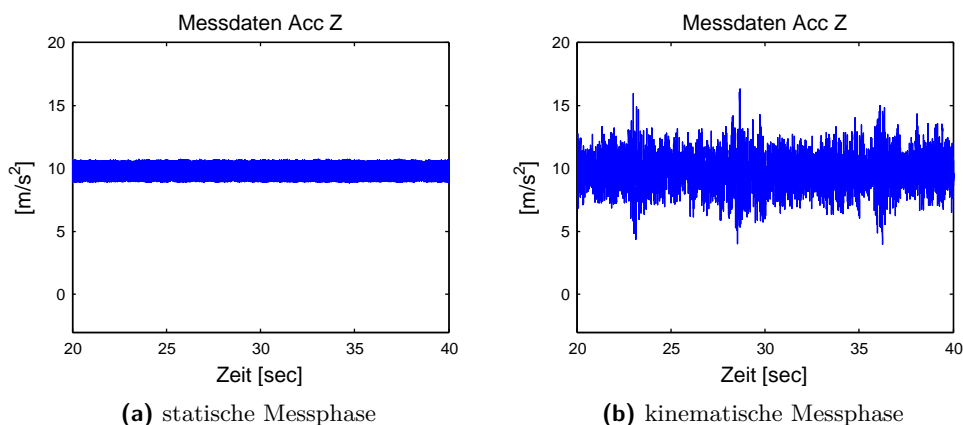 Messdaten Acc Z
20
15
10
5
0
[m/s²]
20 25 30 35 40
Zeit [sec]
(a) statische Messphase
Messdaten Acc Z
20
15
10
5
0
[m/s²]
20 25 30 35 40
Zeit [sec]
(b) kinematische Messphase